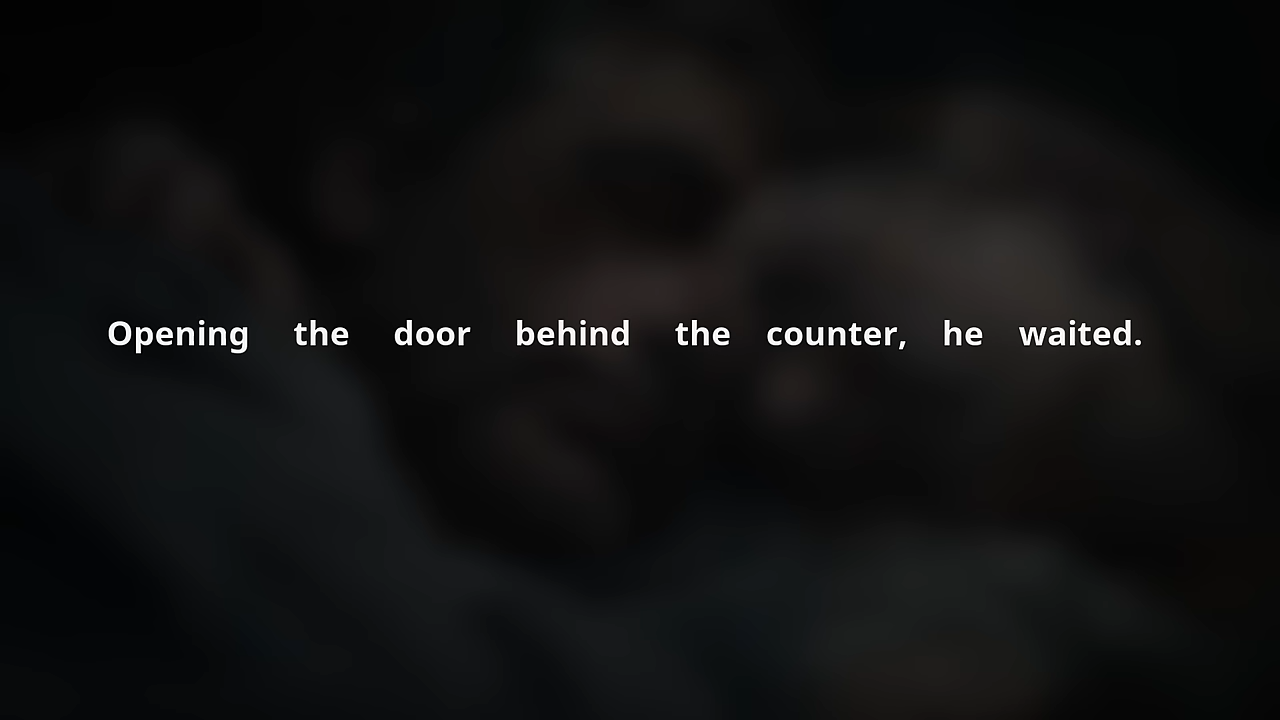 Opening the door behind the counter, he waited.